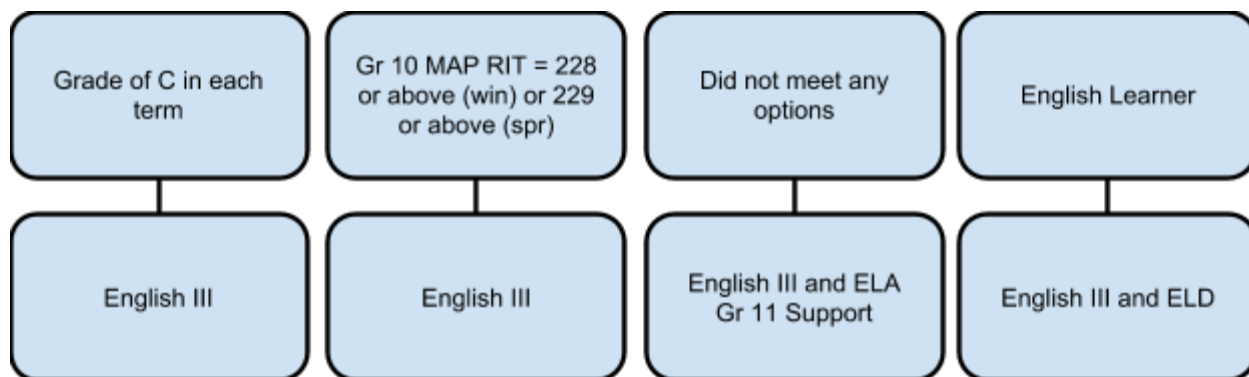 Grade of C in each
term
Gr 10 MAP RIT = 228
or above (win) or 229
or above (spr)
Did not meet any
options
English Learner
English III
English III
English III and ELA
Gr 11 Support
English III and ELD